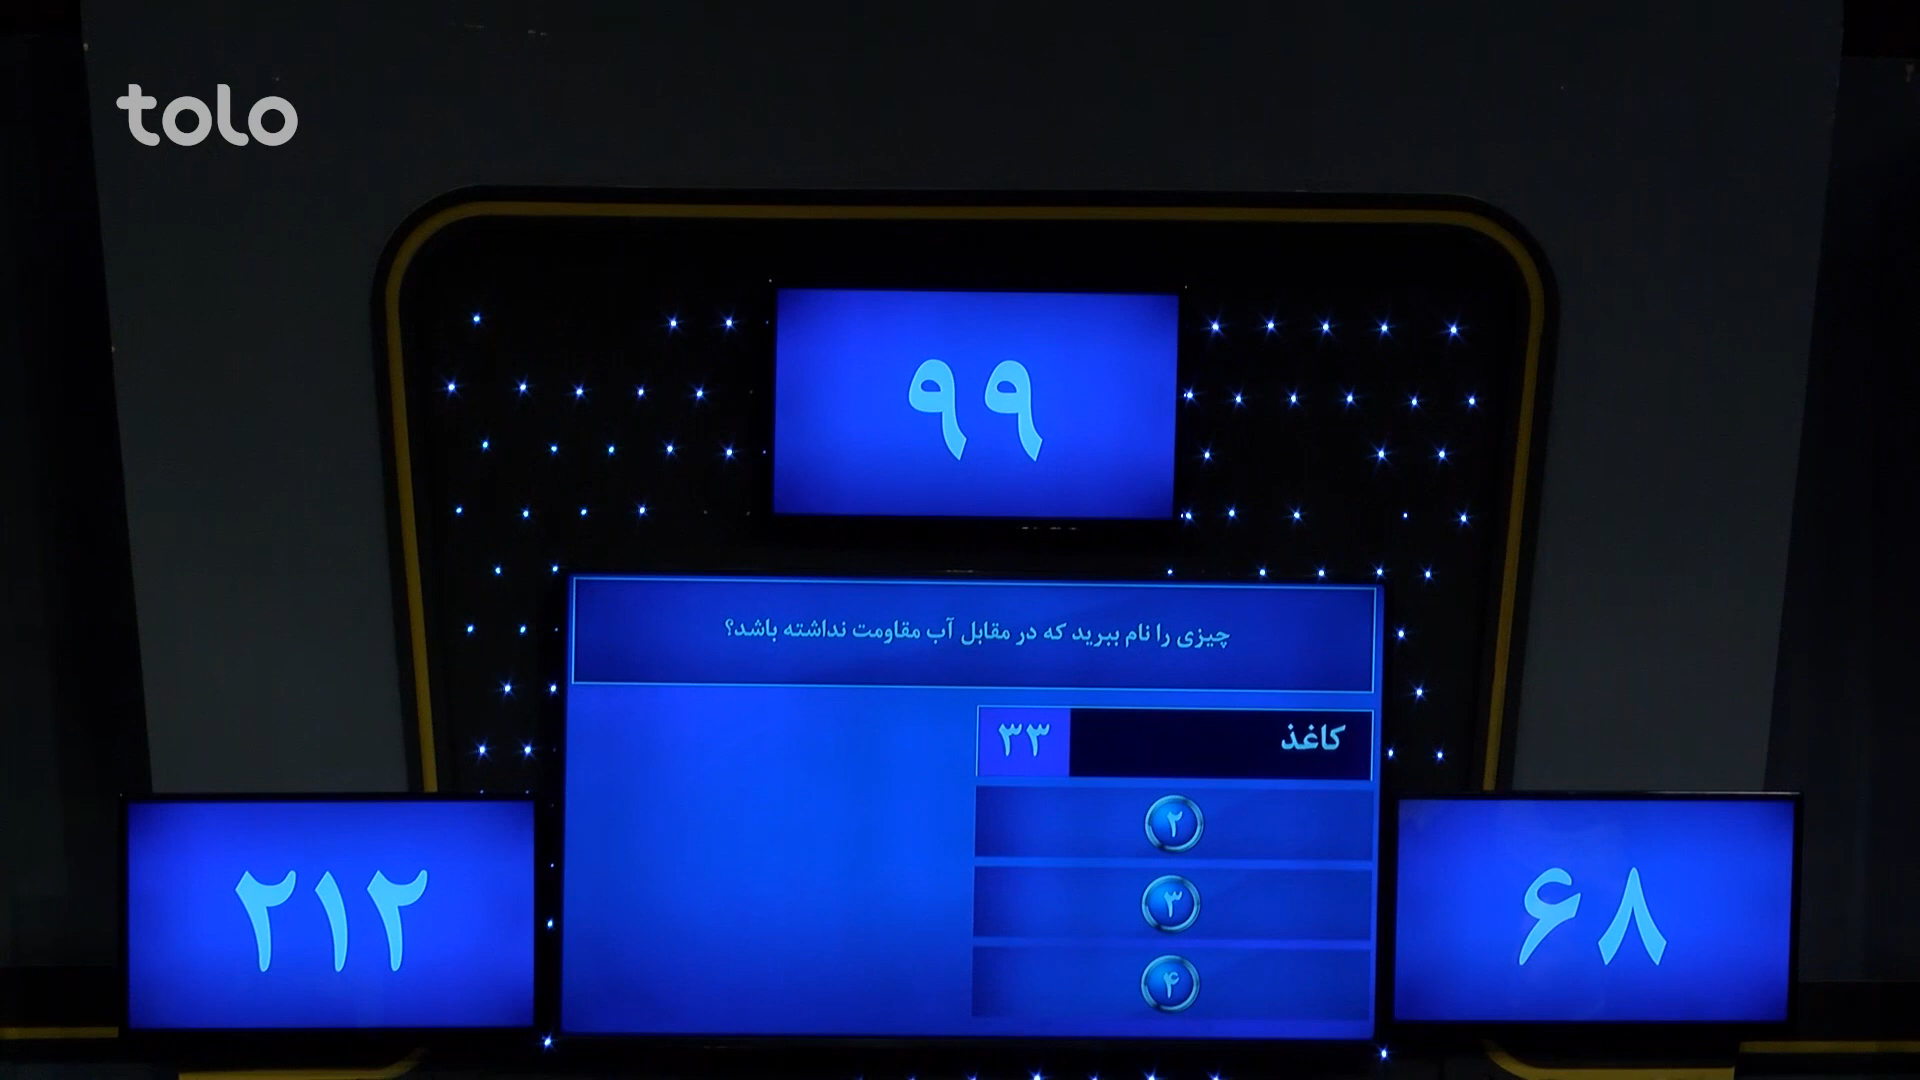 tolo
۹۹
چیزی را نام ببرید که در مقابل آب مقاومت نداشته باشد؟
کاغذ ۳۳
۲
۳
۴
۲۱۲
۶۸